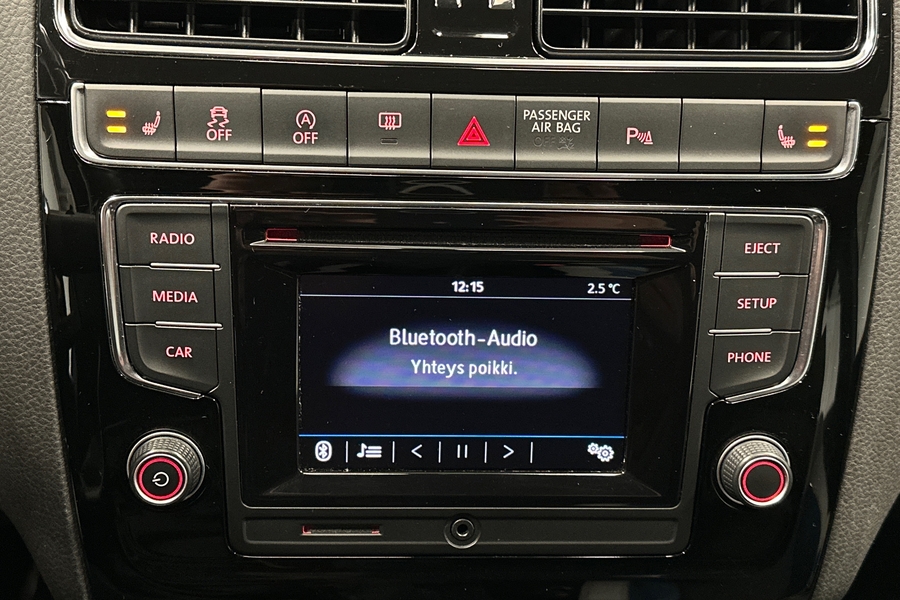 OFF
A
OFF
PASSENGER
AIR BAG
OFF
P
RADIO
EJECT
MEDIA
SETUP
CAR
PHONE
12:15
2.5 °C
Bluetooth-Audio
Yhteys poikki.